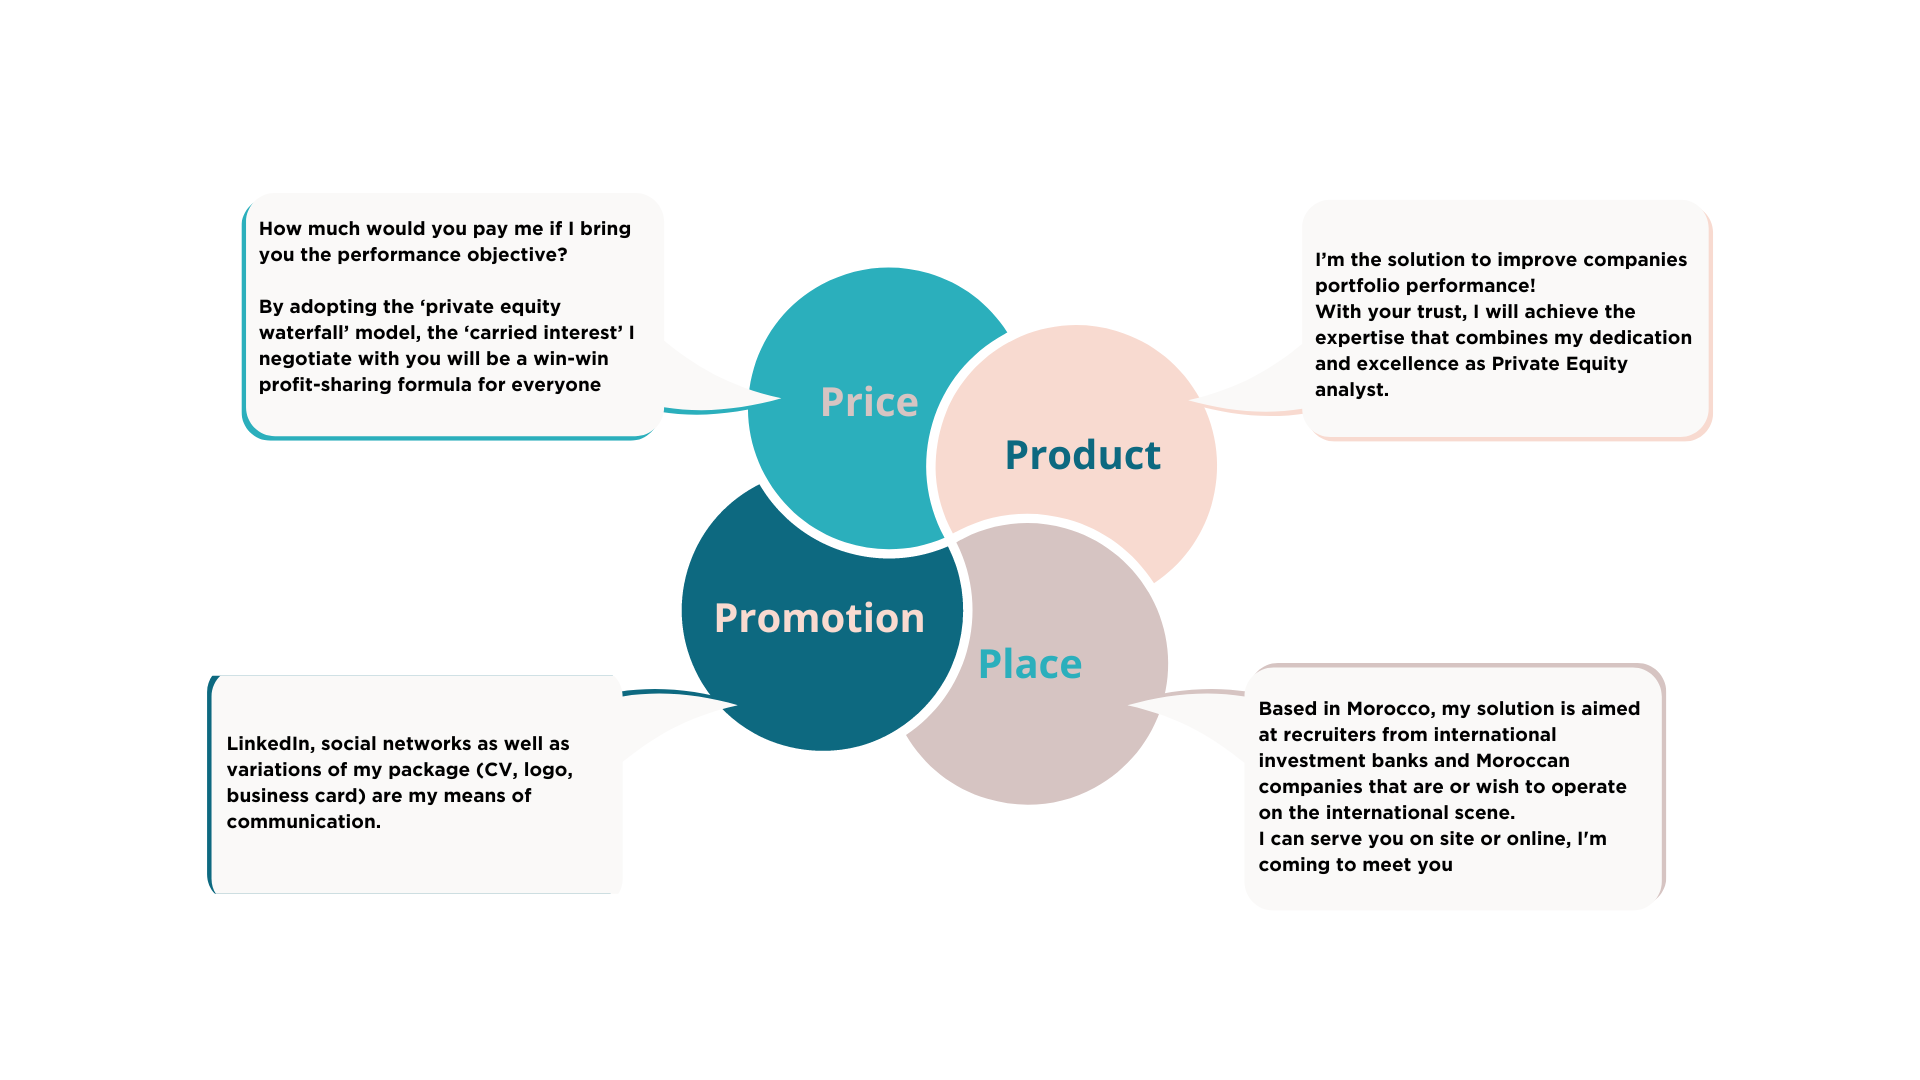 How much would you pay me if I bring
you the performance objective?
By adopting the ‘private equity
waterfall’ model, the ‘carried interest’ I
negotiate with you will be a win-win
profit-sharing formula for everyone
Price
I’m the solution to improve companies
portfolio performance!
With your trust, I will achieve the
expertise that combines my dedication
and excellence as Private Equity
analyst.
Product
Promotion
LinkedIn, social networks as well as
variations of my package (CV, logo,
business card) are my means of
communication.
Place
Based in Morocco, my solution is aimed
at recruiters from international
investment banks and Moroccan
companies that are or wish to operate
on the international scene.
I can serve you on site or online, I'm
coming to meet you